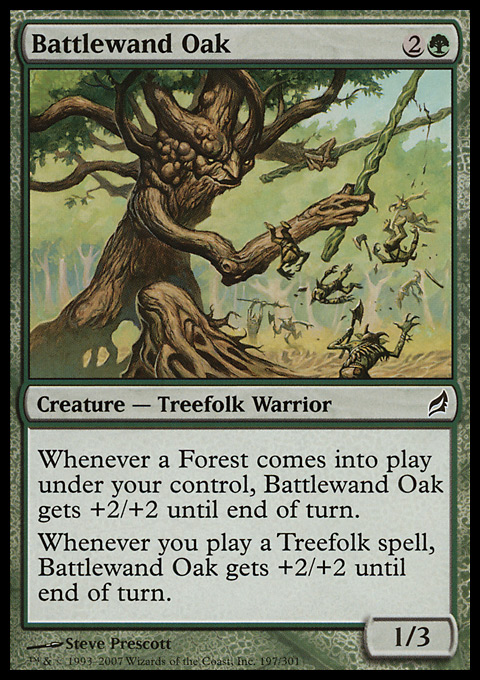 Battlewand Oak 2
Creature — Treefolk Warrior
Whenever a Forest comes into play
under your control, Battlewand Oak
gets +2/+2 until end of turn.
Whenever you play a Treefolk spell,
Battlewand Oak gets +2/+2 until
end of turn.
Steve Prescott
1/3
™ & © 1993–2007 Wizards of the Coast, Inc. 197/301